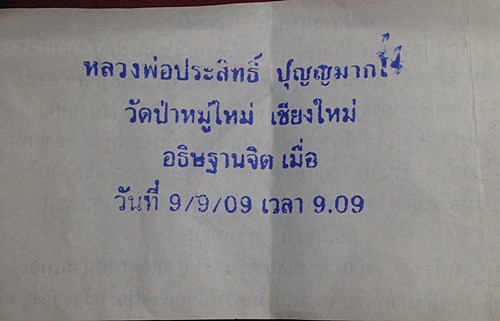 หลวงพ่อประสิทธิ์ ปุญญมากโร
วัดป่าหมู่ใหม่ เชียงใหม่
อธิษฐานจิต เมื่อ
วันที่ 9/9/09 เวลา 9.09